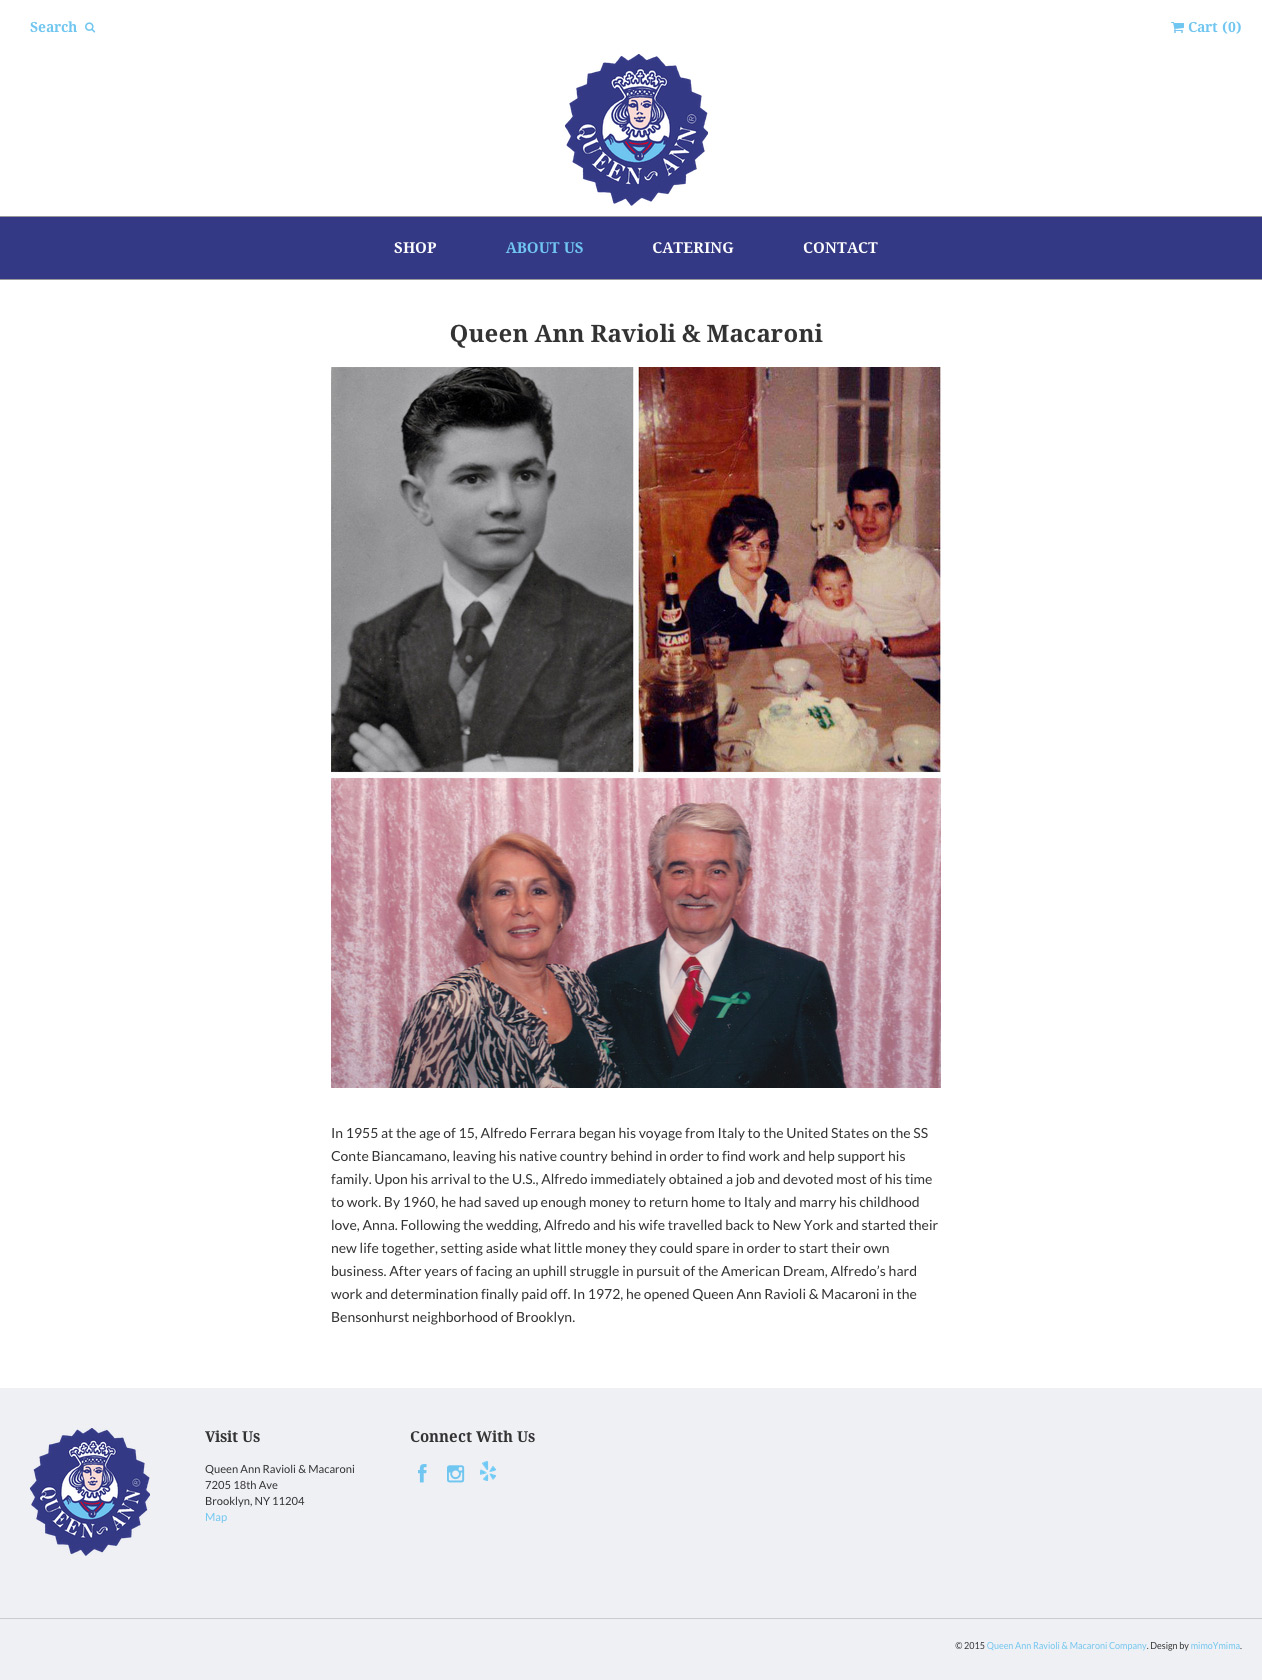 Search
Cart (0)
QUEEN ANN ®
SHOP ABOUT US CATERING CONTACT
Queen Ann Ravioli & Macaroni
NZANO
In 1955 at the age of 15, Alfredo Ferrara began his voyage from Italy to the United States on the SS
Conte Biancamano, leaving his native country behind in order to find work and help support his
family. Upon his arrival to the U.S., Alfredo immediately obtained a job and devoted most of his time
to work. By 1960, he had saved up enough money to return home to Italy and marry his childhood
love, Anna. Following the wedding, Alfredo and his wife travelled back to New York and started their
new life together, setting aside what little money they could spare in order to start their own
business. After years of facing an uphill struggle in pursuit of the American Dream, Alfredo’s hard
work and determination finally paid off. In 1972, he opened Queen Ann Ravioli & Macaroni in the
Bensonhurst neighborhood of Brooklyn.
QUEEN ANN ®
Visit Us
Queen Ann Ravioli & Macaroni
7205 18th Ave
Brooklyn, NY 11204
Map
Connect With Us
© 2015 Queen Ann Ravioli & Macaroni Company. Design by mimoYmima.